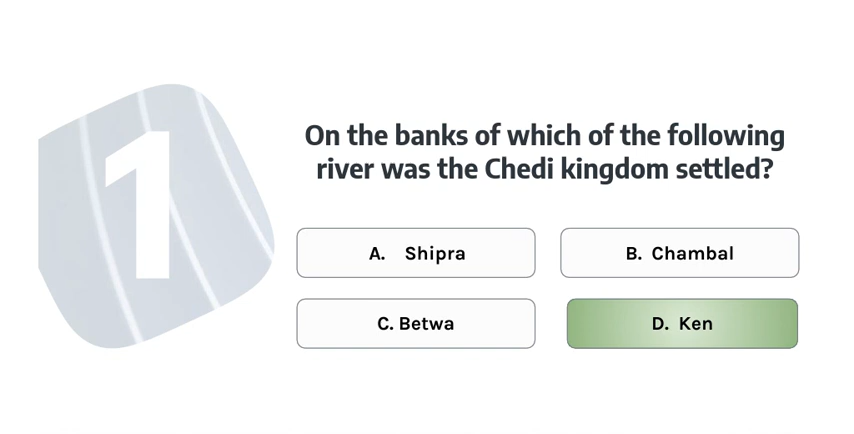 1
On the banks of which of the following
river was the Chedi kingdom settled?
A. Shipra
B. Chambal
C. Betwa
D. Ken